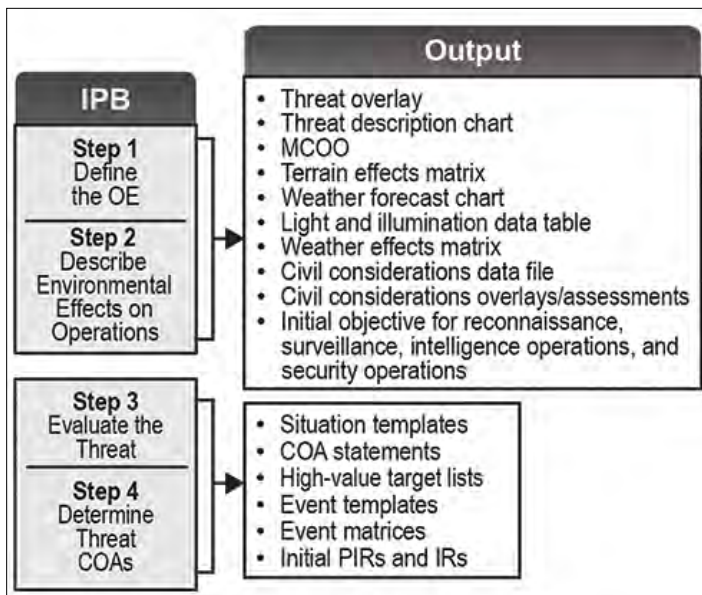 IPB
Step 1
Define
the OE
Step 2
Describe
Environmental
Effects on
Operations
Output
• Threat overlay
• Threat description chart
• MCOO
• Terrain effects matrix
• Weather forecast chart
• Light and illumination data table
• Weather effects matrix
• Civil considerations data file
• Civil considerations overlays/assessments
• Initial objective for reconnaissance,
surveillance, intelligence operations, and
security operations
Step 3
Evaluate the
Threat
Step 4
Determine
Threat
COAs
• Situation templates
• COA statements
• High-value target lists
• Event templates
• Event matrices
• Initial PIRs and IRs